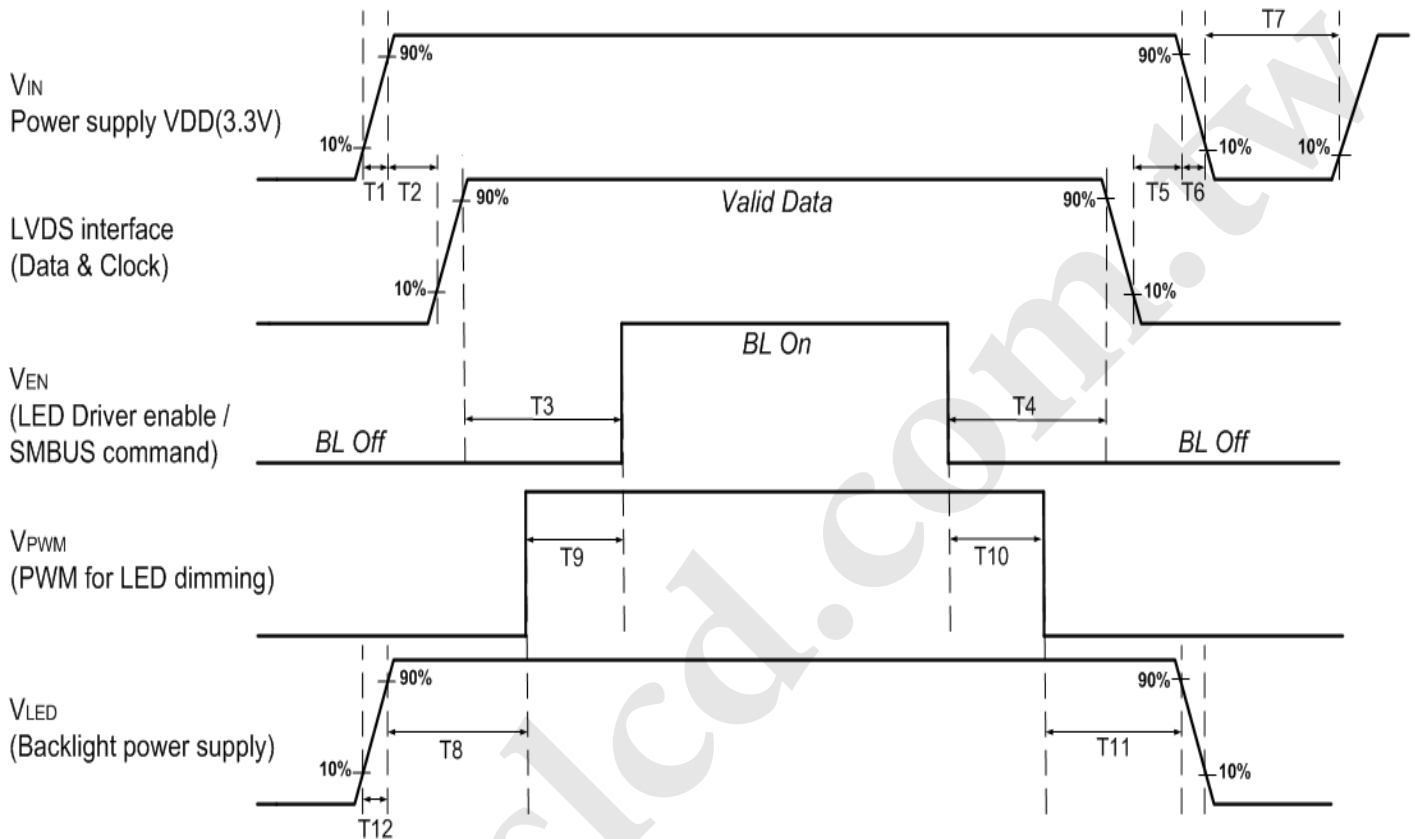 T7
90%
90%
VIN
Power supply VDD(3.3V)
10%
10%
10%
T1
T2
T5
T6
90%
Valid Data
90%
LVDS interface
(Data & Clock)
10%
10%
BL On
VEN
(LED Driver enable /
SMBUS command)
T3
T4
BL Off
BL Off
VPWM
(PWM for LED dimming)
T9
T10
90%
90%
VLED
(Backlight power supply)
T8
T11
10%
10%
T12
slcd.com.tw